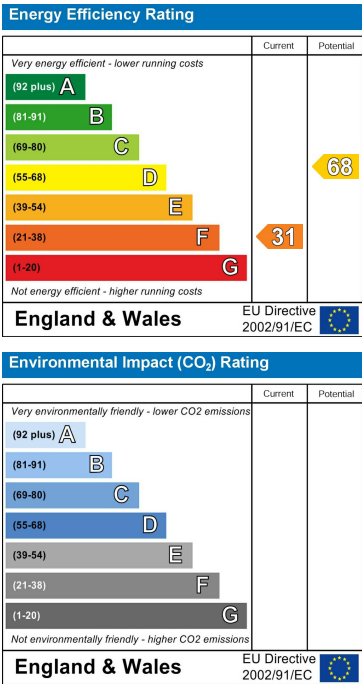 Energy Efficiency Rating
Current Potential
Very energy efficient - lower running costs
(92 plus) A
(81-91) B
(69-80) C
(55-68) D
68
(39-54) E
(21-38) F
31
(1-20) G
Not energy efficient - higher running costs
England & Wales
EU Directive
2002/91/EC
Environmental Impact (CO₂) Rating
Current Potential
Very environmentally friendly - lower CO2 emissions
(92 plus) A
(81-91) B
(69-80) C
(55-68) D
(39-54) E
(21-38) F
(1-20) G
Not environmentally friendly - higher CO2 emissions
England & Wales
EU Directive
2002/91/EC